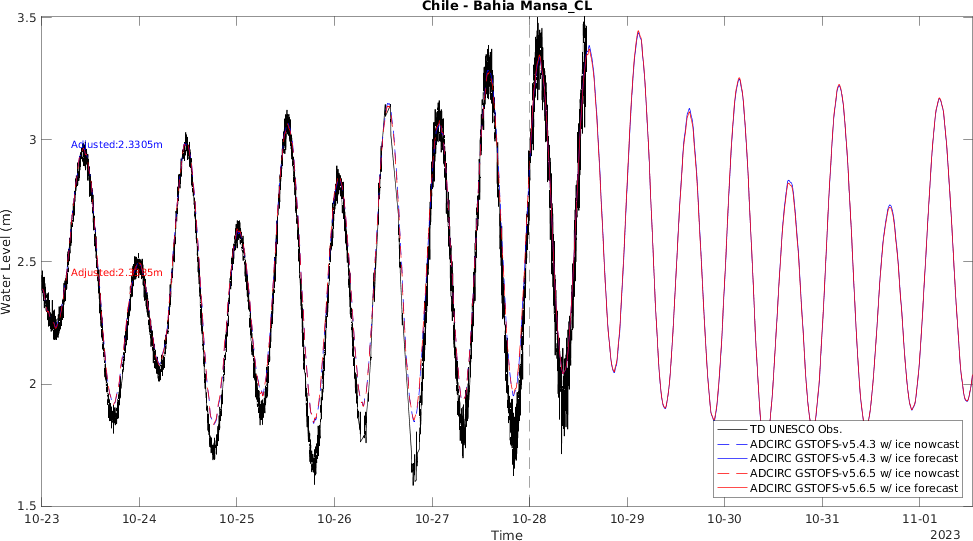 Chile - Bahia Mansa_CL
3.5
3
2.5
2
1.5
Water Level (m)
Adjusted:2.3305m
TD UNESCO Obs.
ADCIRC GSTOFS-v5.4.3 w/ ice nowcast
ADCIRC GSTOFS-v5.4.3 w/ ice forecast
ADCIRC GSTOFS-v5.6.5 w/ ice nowcast
ADCIRC GSTOFS-v5.6.5 w/ ice forecast
10-23 10-24 10-25 10-26 10-27 10-28 10-29 10-30 10-31 11-01
Time
2023